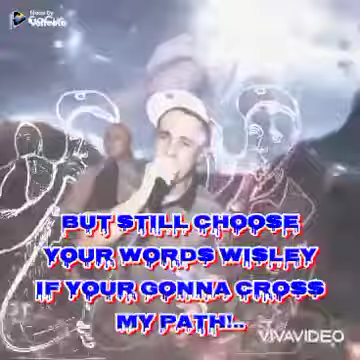 BUT STILL CHOOSE
YOUR WORDS WISLEY
IF YOUR GONNA CROSS
MY PATH!..
VIVAVIDEO